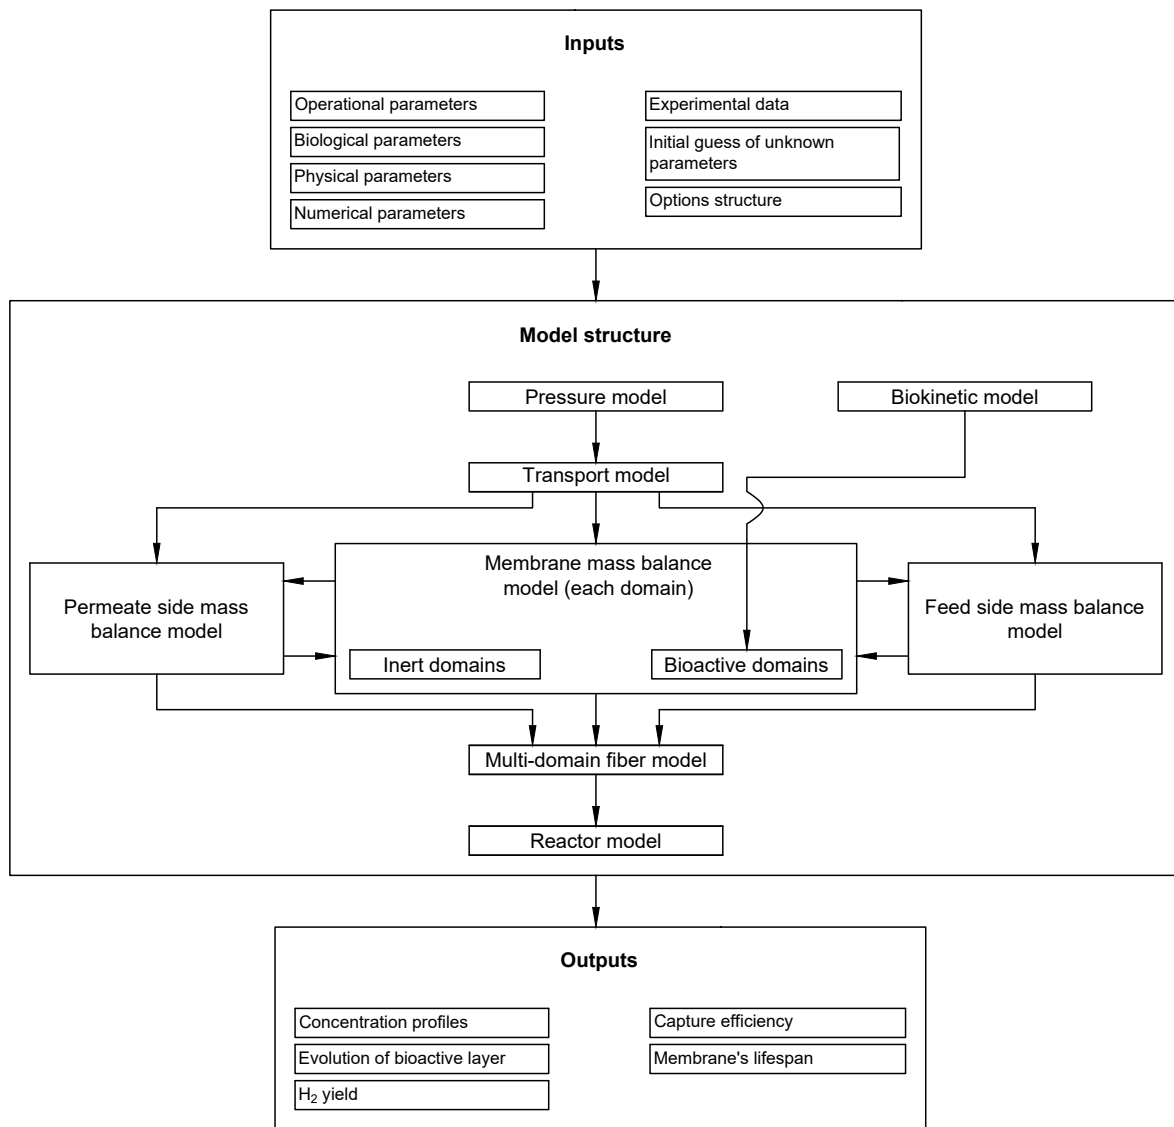 Inputs
Operational parameters
Biological parameters
Physical parameters
Numerical parameters
Experimental data
Initial guess of unknown
parameters
Options structure
Model structure
Pressure model
Biokinetic model
Transport model
Permeate side mass
balance model
Membrane mass balance
model (each domain)
Inert domains
Bioactive domains
Feed side mass balance
model
Multi-domain fiber model
Reactor model
Outputs
Concentration profiles
Evolution of bioactive layer
H₂ yield
Capture efficiency
Membrane's lifespan